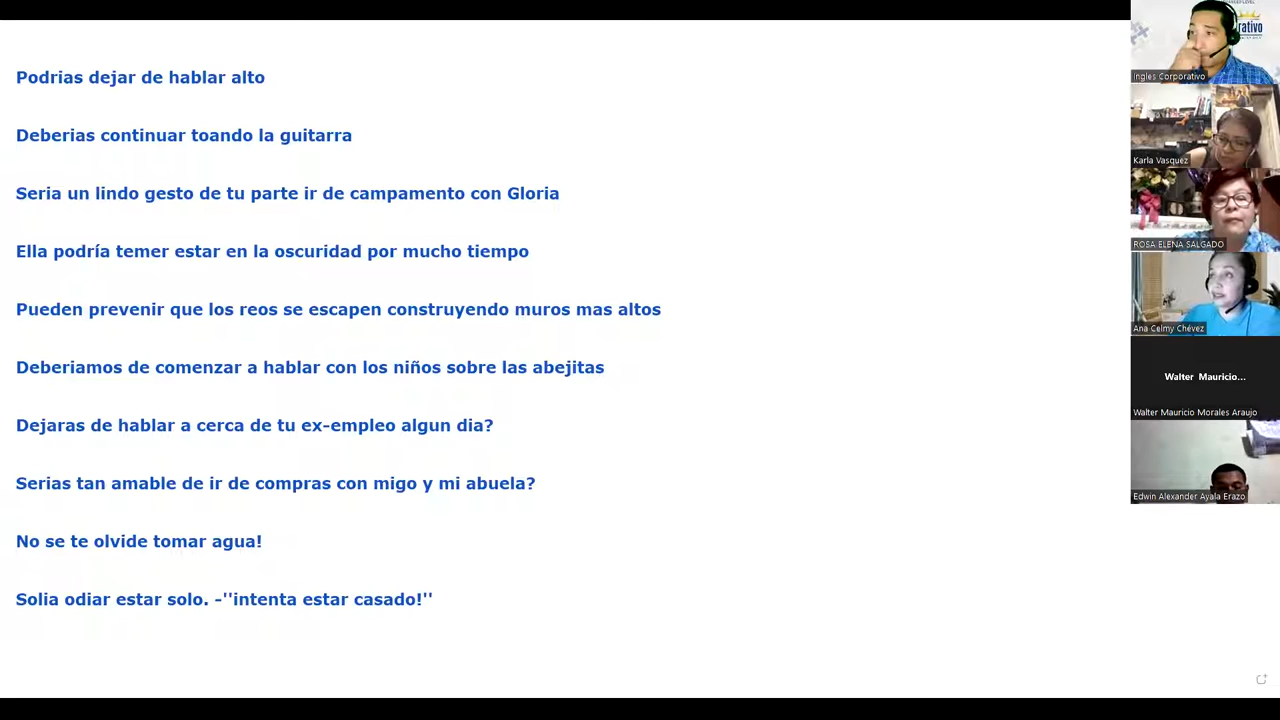 Podrias dejar de hablar alto
Deberias continuar toando la guitarra
Seria un lindo gesto de tu parte ir de campamento con Gloria
Ella podría temer estar en la oscuridad por mucho tiempo
Pueden prevenir que los reos se escapen construyendo muros mas altos
Deberiamos de comenzar a hablar con los niños sobre las abejitas
Dejaras de hablar a cerca de tu ex-empleo algun dia?
Serias tan amable de ir de compras con migo y mi abuela?
No se te olvide tomar agua!
Solia odiar estar solo. -''intenta estar casado!''
rativo
Ingles Corporativo
Karla Vasquez
ROSA ELENA SALGADO
Ana Celmy Chévez
Walter Mauricio...
Walter Mauricio Morales Araujo
Edwin Alexander Ayala Erazo